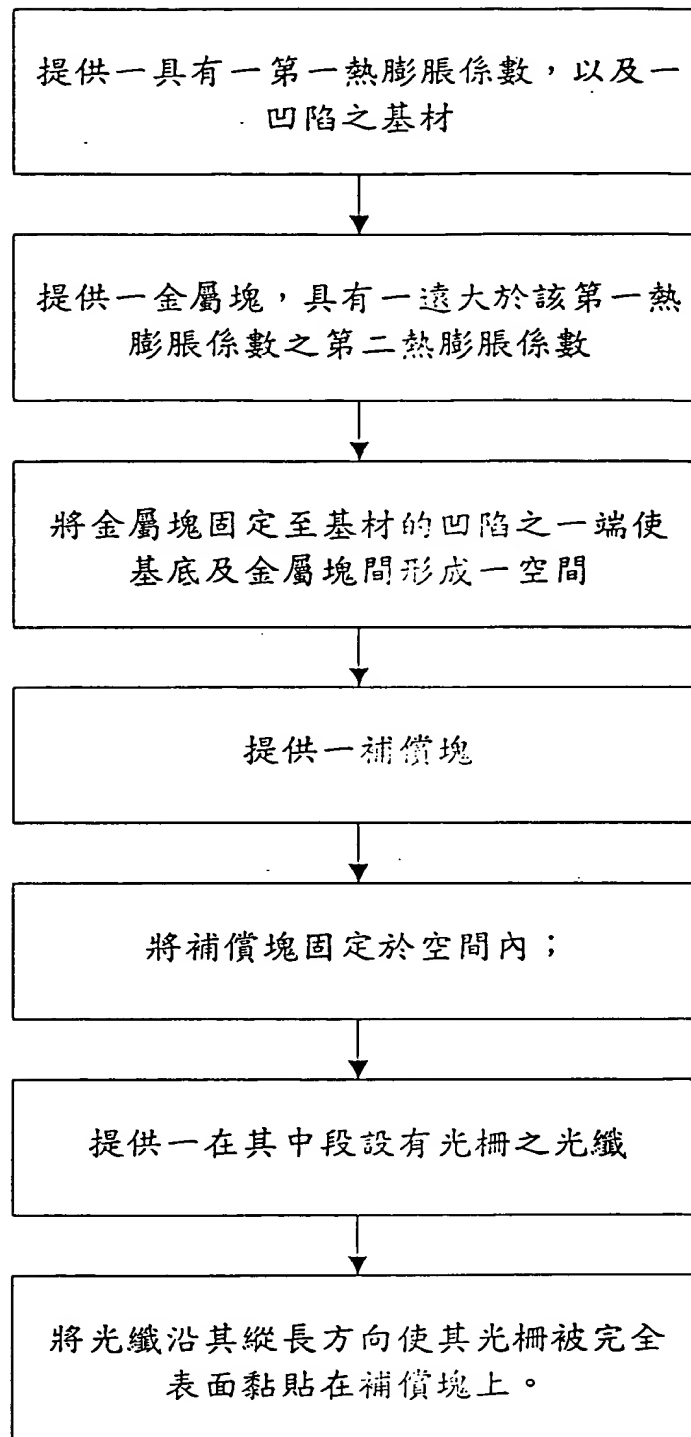 提供一具有一第一熱膨脹係數，以及一
凹陷之基材
提供一金屬塊，具有一遠大於該第一熱
膨脹係數之第二熱膨脹係數
將金屬塊固定至基材的凹陷之一端使
基底及金屬塊間形成一空間
提供一補償塊
將補償塊固定於空間內；
提供一在其中段設有光柵之光纖
將光纖沿其縱長方向使其光柵被完全
表面黏貼在補償塊上。